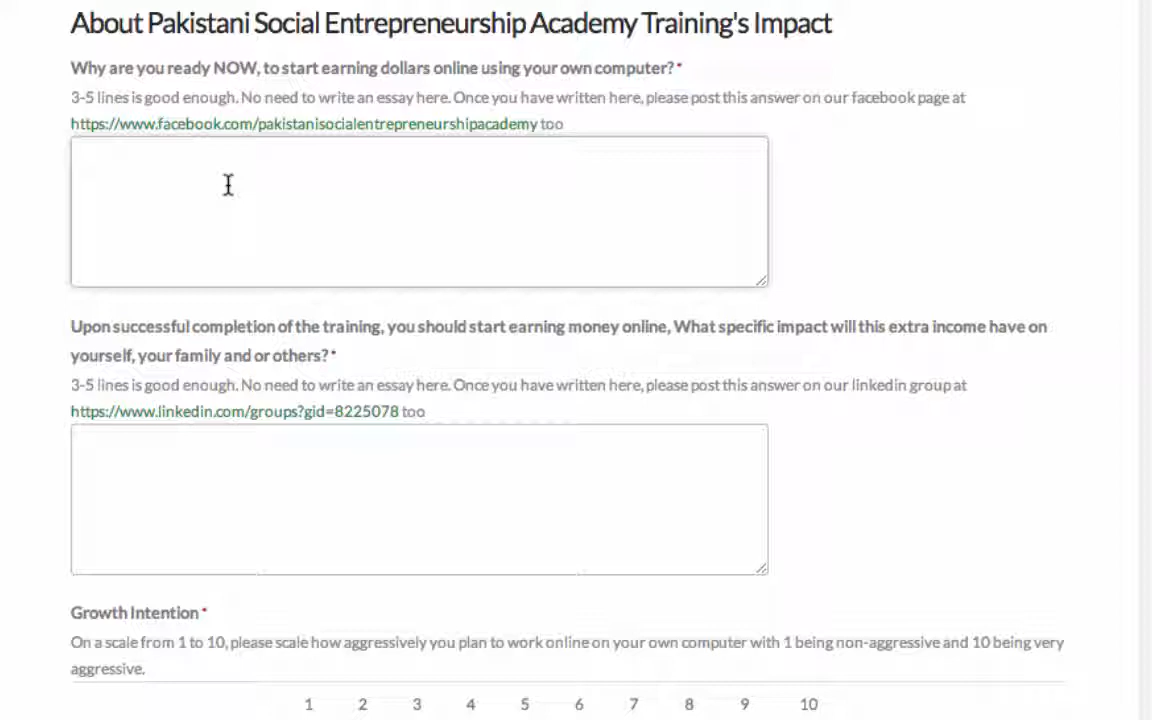 About Pakistani Social Entrepreneurship Academy Training's Impact
Why are you ready NOW, to start earning dollars online using your own computer? *
3-5 lines is good enough. No need to write an essay here. Once you have written here, please post this answer on our facebook page at
https://www.facebook.com/pakistanisocialentrepreneurshipacademy too
Upon successful completion of the training, you should start earning money online, What specific impact will this extra income have on
yourself, your family and or others? *
3-5 lines is good enough. No need to write an essay here. Once you have written here, please post this answer on our linkedin group at
https://www.linkedin.com/groups?gid=8225078 too
Growth Intention *
On a scale from 1 to 10, please scale how aggressively you plan to work online on your own computer with 1 being non-aggressive and 10 being very
aggressive.
1 2 3 4 5 6 7 8 9 10